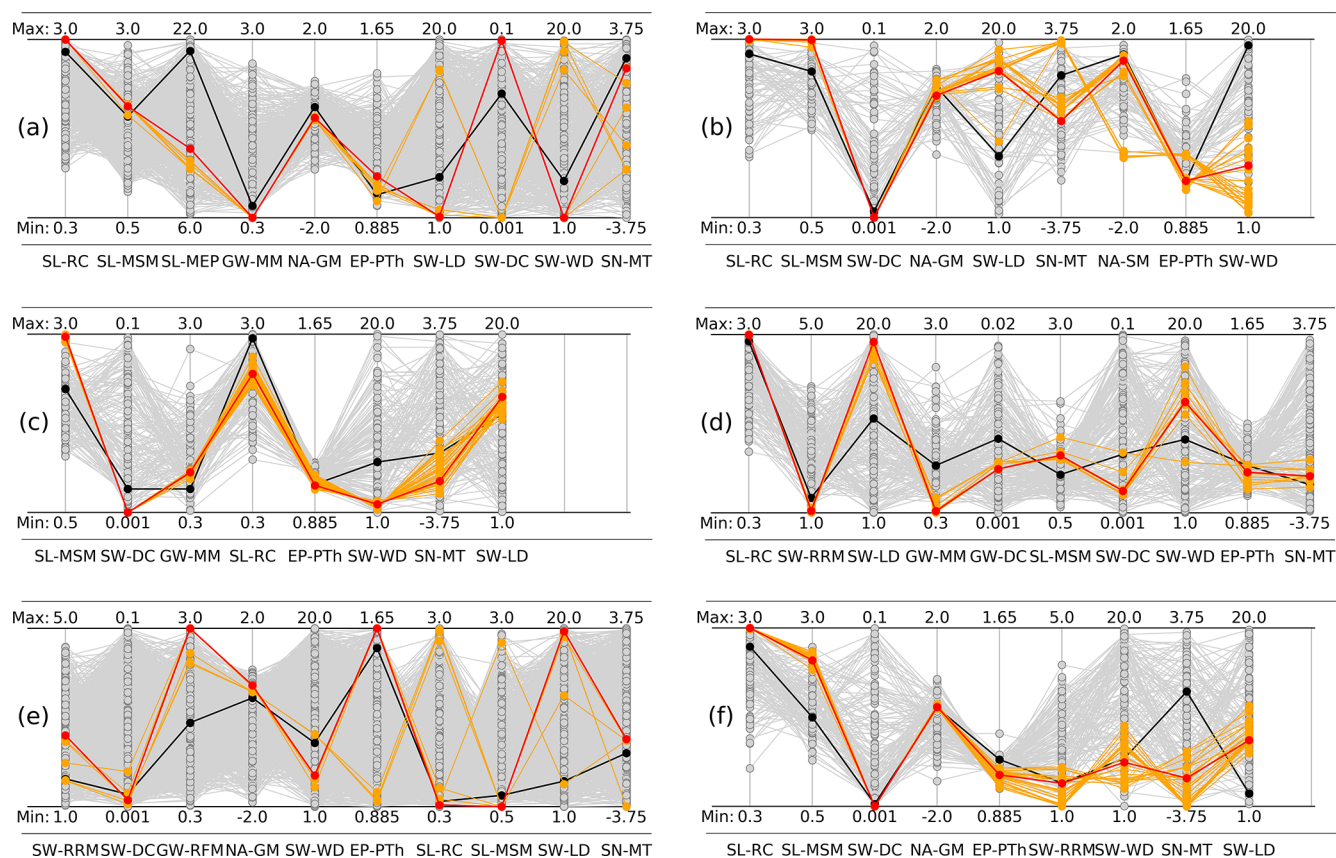 Max: 3.0 3.0 22.0 3.0 2.0 1.65 20.0 0.1 20.0 3.75
(a)
Min: 0.3 0.5 6.0 0.3 -2.0 0.885 1.0 0.001 1.0 -3.75
SL-RC SL-MSM SL-MEP GW-MM NA-GM EP-PTh SW-LD SW-DC SW-WD SN-MT
Max: 3.0 3.0 0.1 2.0 20.0 3.75 2.0 1.65 20.0
(b)
Min: 0.3 0.5 0.001 -2.0 1.0 -3.75 -2.0 0.885 1.0
SL-RC SL-MSM SW-DC NA-GM SW-LD SN-MT NA-SM EP-PTh SW-WD
Max: 3.0 0.1 3.0 3.0 1.65 20.0 3.75 20.0
(c)
Min: 0.5 0.001 0.3 0.3 0.885 1.0 -3.75 1.0
SL-MSM SW-DC GW-MM SL-RC EP-PTh SW-WD SN-MT SW-LD
Max: 3.0 5.0 20.0 3.0 0.02 3.0 0.1 20.0 1.65 3.75
(d)
Min: 0.3 1.0 1.0 0.3 0.001 0.5 0.001 1.0 0.885 -3.75
SL-RC SW-RRM SW-LD GW-MM GW-DC SL-MSM SW-DC SW-WD EP-PTh SN-MT
Max: 5.0 0.1 3.0 2.0 20.0 1.65 3.0 3.0 20.0 3.75
(e)
Min: 1.0 0.001 0.3 -2.0 1.0 0.885 0.3 0.5 1.0 -3.75
SW-RRM SW-DC GW-RFM NA-GM SW-WD EP-PTh SL-RC SL-MSM SW-LD SN-MT
Max: 3.0 3.0 0.1 2.0 1.65 5.0 20.0 3.75 20.0
(f)
Min: 0.3 0.5 0.001 -2.0 0.885 1.0 1.0 -3.75 1.0
SL-RC SL-MSM SW-DC NA-GM EP-PTh SW-RRM SW-WD SN-MT SW-LD